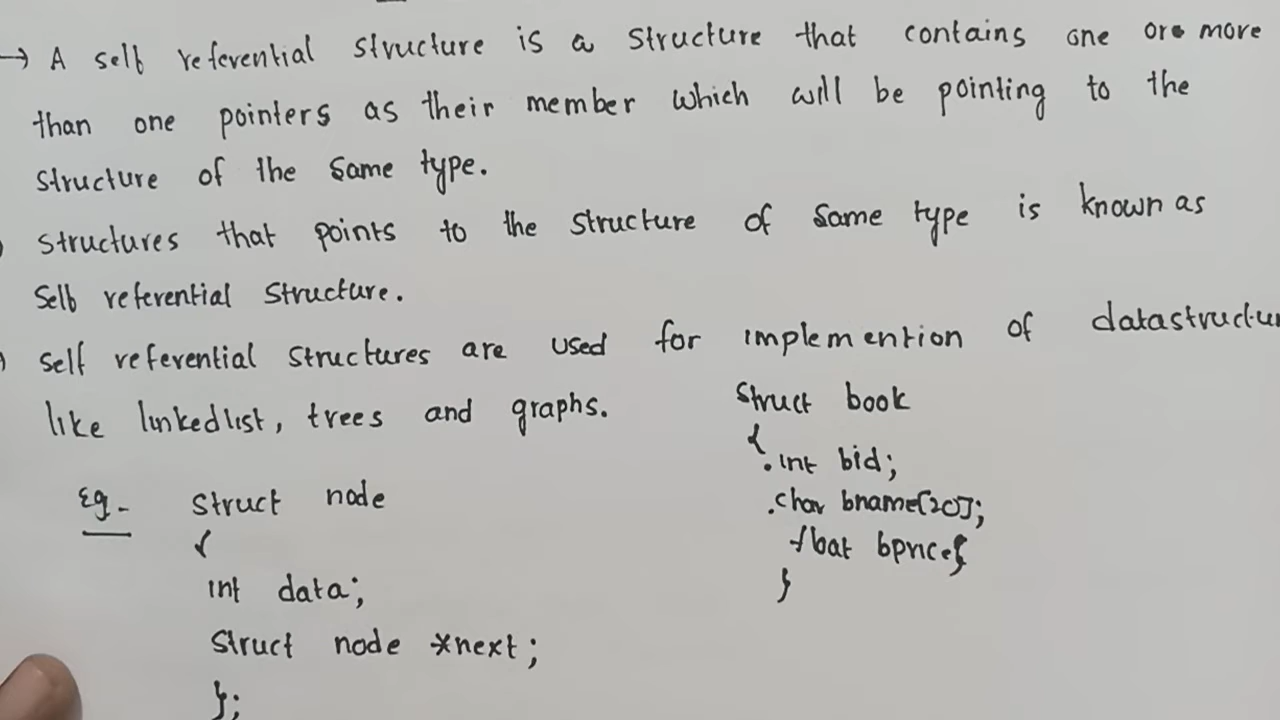 → A self referential structure is a structure that contains one or more
than one pointers as their member which will be pointing to the
structure of the same type.
structures that points to the structure of same type is known as
Self referential structure.
self referential structures are used for implemention of datastructu
like linkedlist, trees and graphs.
Eg- struct node
{
int data;
struct node *next;
};
struct book
{
int bid;
char bname[20];
float bprice;
}